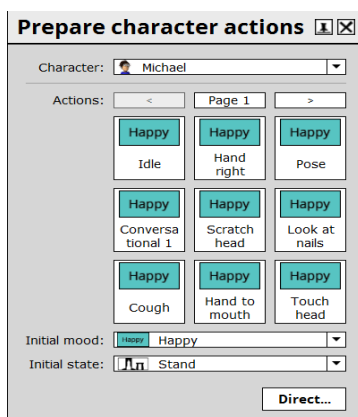 Prepare character actions
Character: Michael
Actions: < Page 1 >
Happy Happy Happy
Idle Hand right Pose
Happy Happy Happy
Conversa tional 1 Scratch head Look at nails
Happy Happy Happy
Cough Hand to mouth Touch head
Initial mood: Happy Happy
Initial state: Stand
Direct...